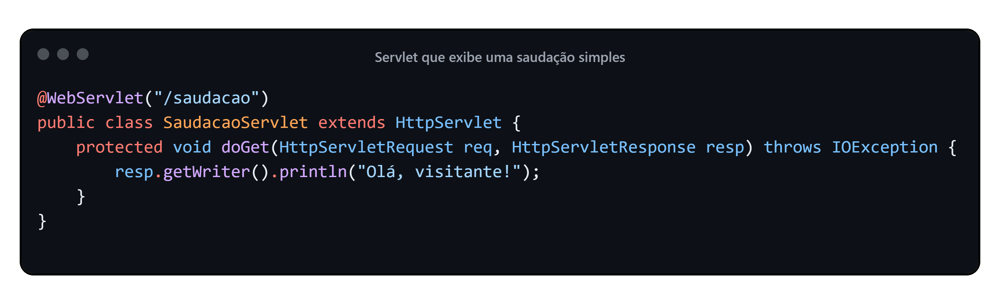 Servlet que exibe uma saudação simples
@WebServlet("/saudacao")
public class SaudacaoServlet extends HttpServlet {
    protected void doGet(HttpServletRequest req, HttpServletResponse resp) throws IOException {
        resp.getWriter().println("Olá, visitante!");
    }
}